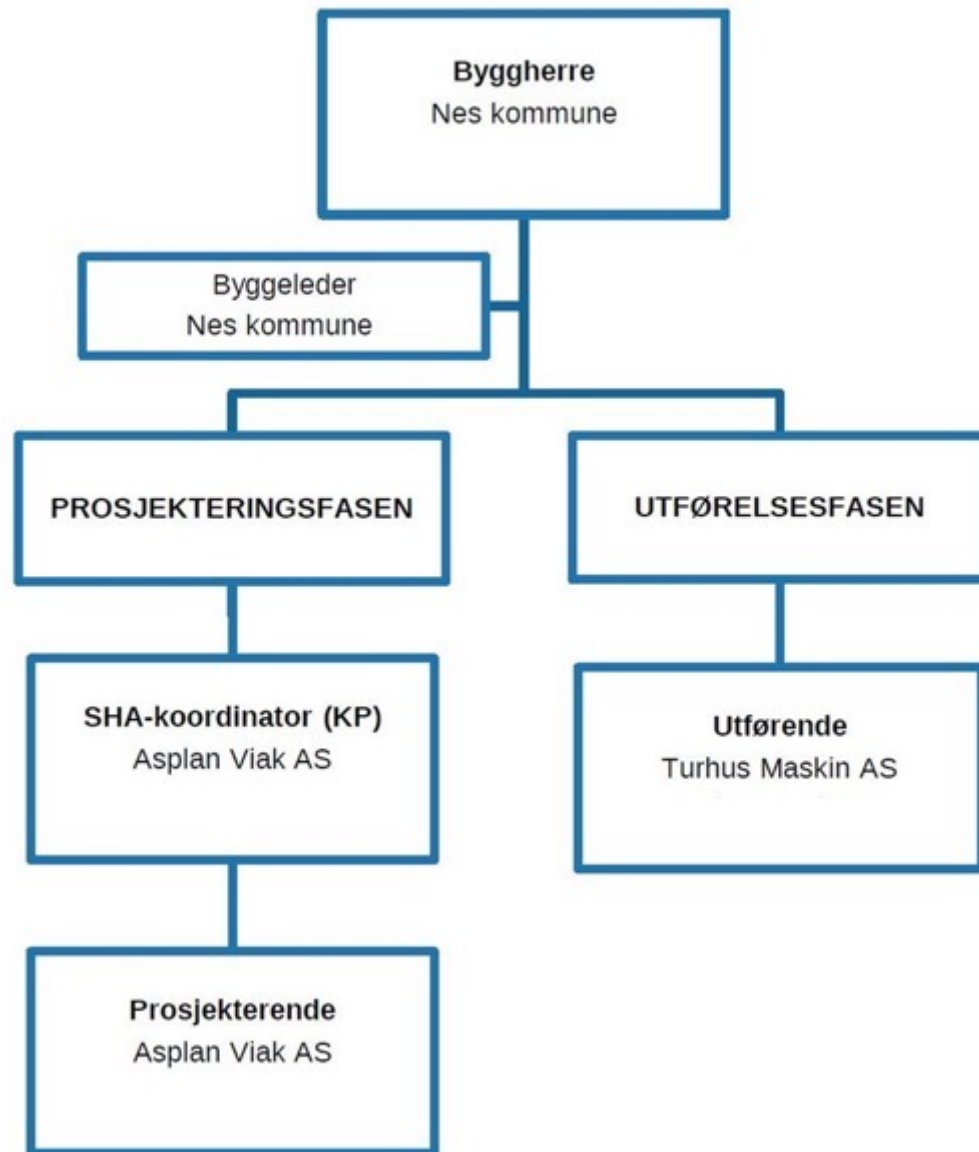 Byggherre
Nes kommune
Byggeleder
Nes kommune
PROSJEKTERINGSFASEN
UTFØRELSESFASEN
SHA-koordinator (KP)
Asplan Viak AS
Utførende
Turhus Maskin AS
Prosjekterende
Asplan Viak AS